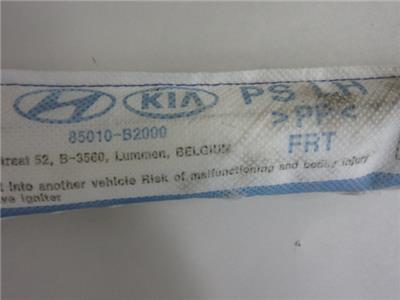 KIA PS LH
85010-B2000 >PP<
traat 52, B-3560, Lummen, BELGIUM FRT
t into another vehicle Risk of malfunctioning and bodily injury
ve igniter